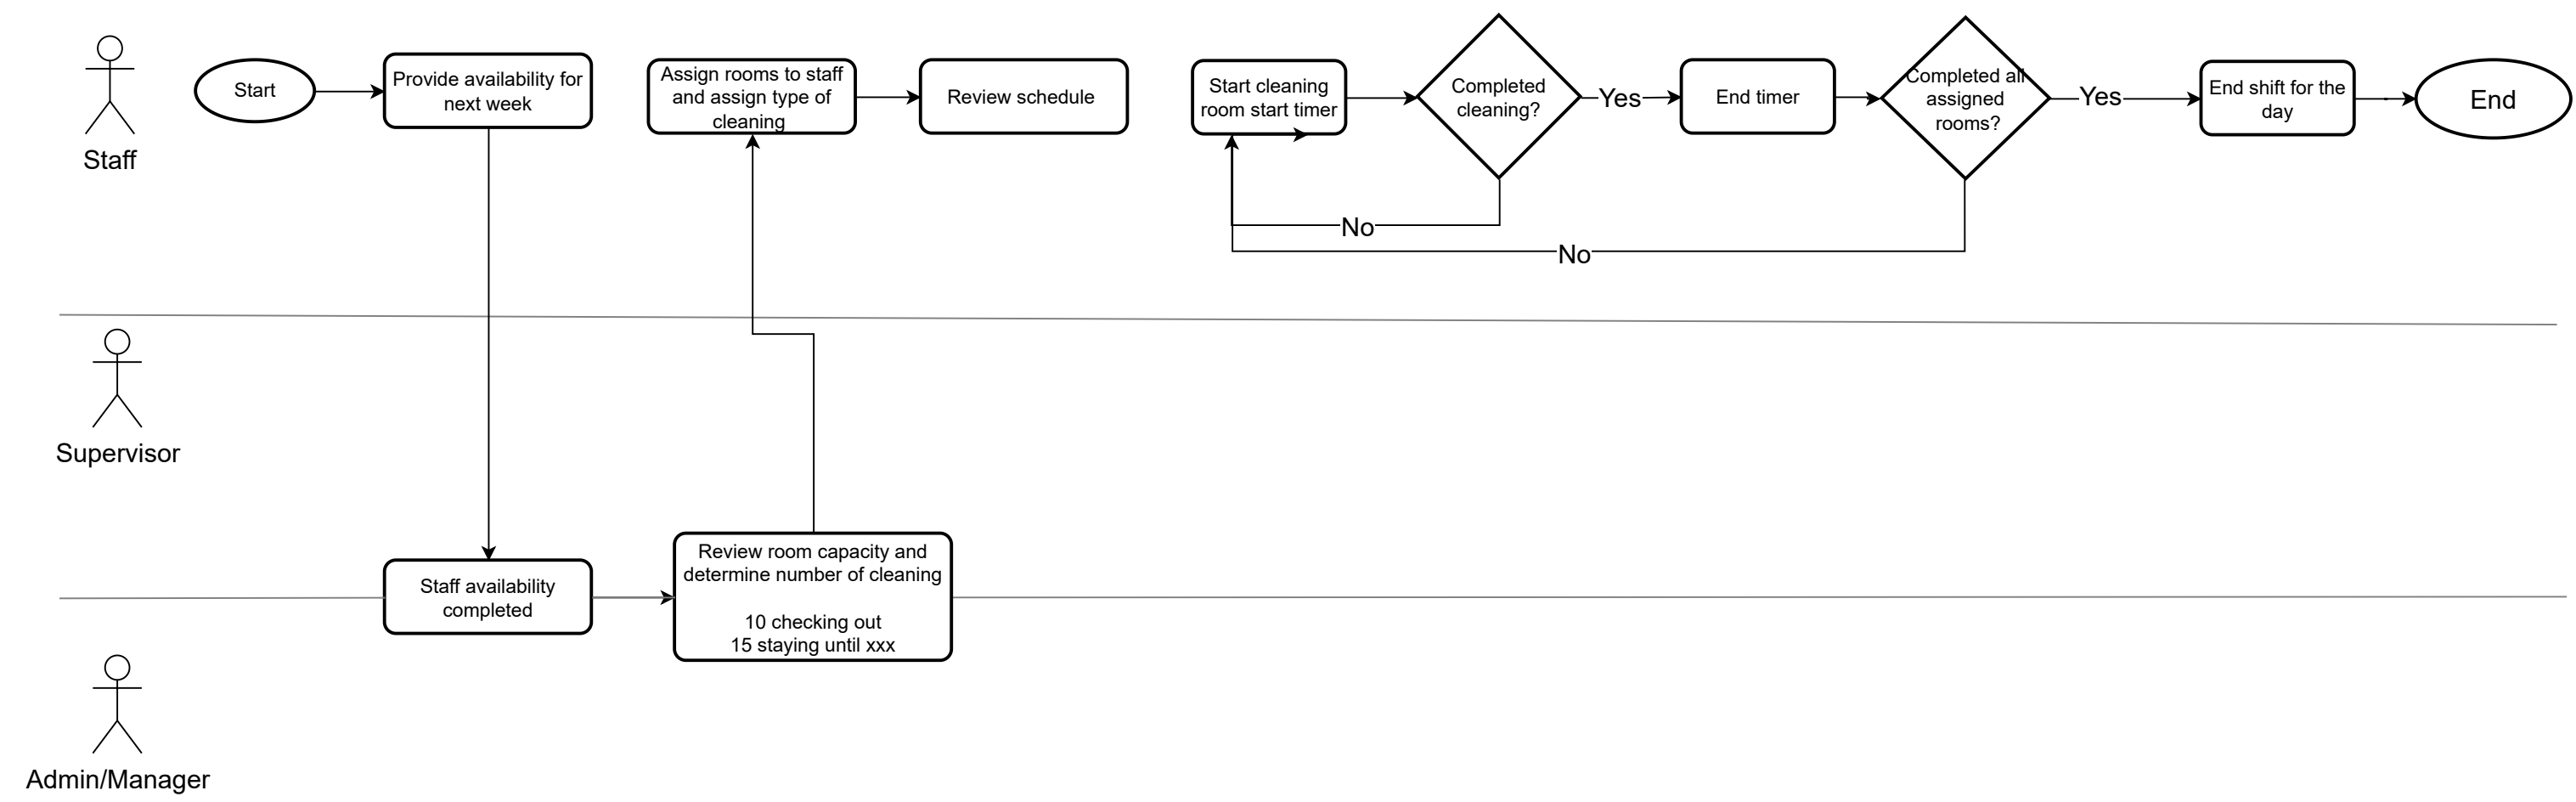 Staff
Start
Provide availability for
next week
Assign rooms to staff
and assign type of
cleaning
Review schedule
Start cleaning
room start timer
Completed
cleaning?
Yes
End timer
Completed all
assigned
rooms?
Yes
End shift for the
day
End
No
No
Supervisor
Staff availability
completed
Review room capacity and
determine number of cleaning
10 checking out
15 staying until xxx
Admin/Manager